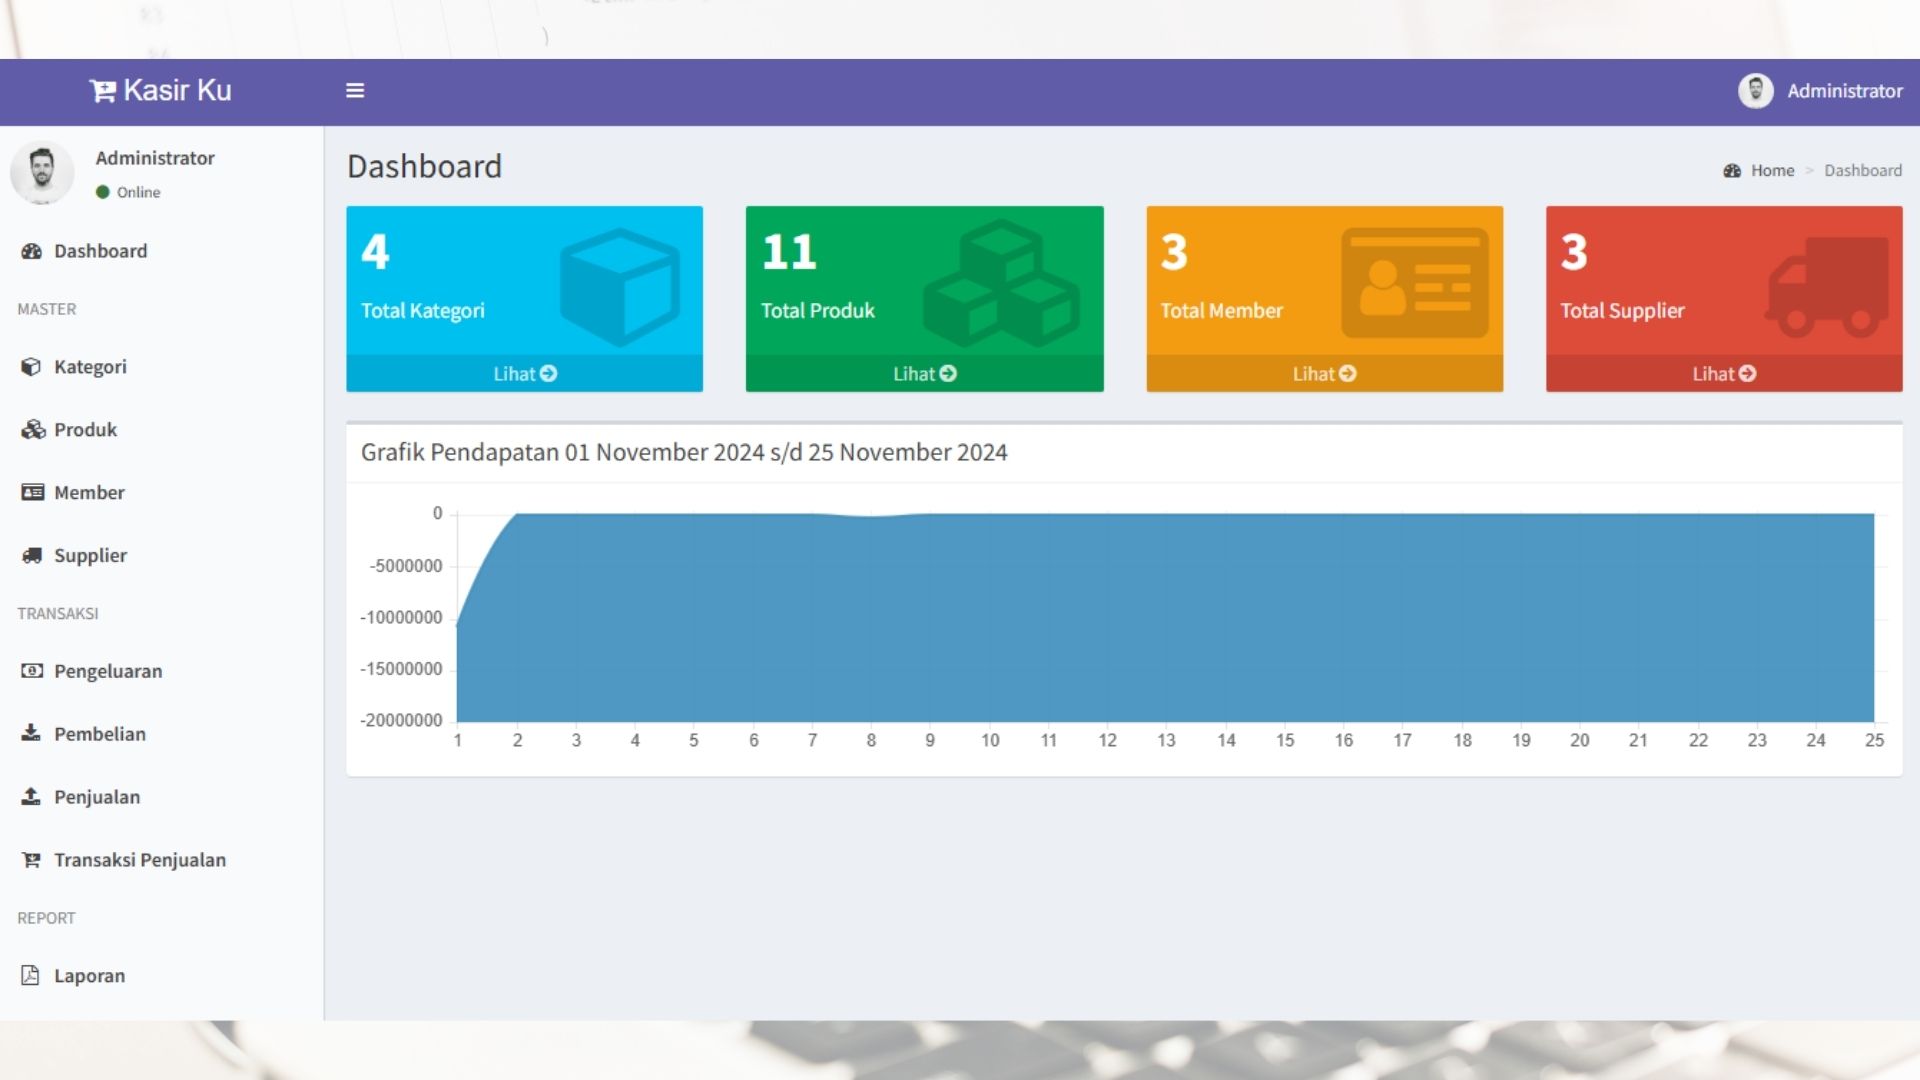 Kasir Ku
Administrator
Administrator
Online
Dashboard
MASTER
Kategori
Produk
Member
Supplier
TRANSAKSI
Pengeluaran
Pembelian
Penjualan
Transaksi Penjualan
REPORT
Laporan
Dashboard
Home > Dashboard
4
Total Kategori
Lihat
11
Total Produk
Lihat
3
Total Member
Lihat
3
Total Supplier
Lihat
Grafik Pendapatan 01 November 2024 s/d 25 November 2024
0
-5000000
-10000000
-15000000
-20000000
1 2 3 4 5 6 7 8 9 10 11 12 13 14 15 16 17 18 19 20 21 22 23 24 25